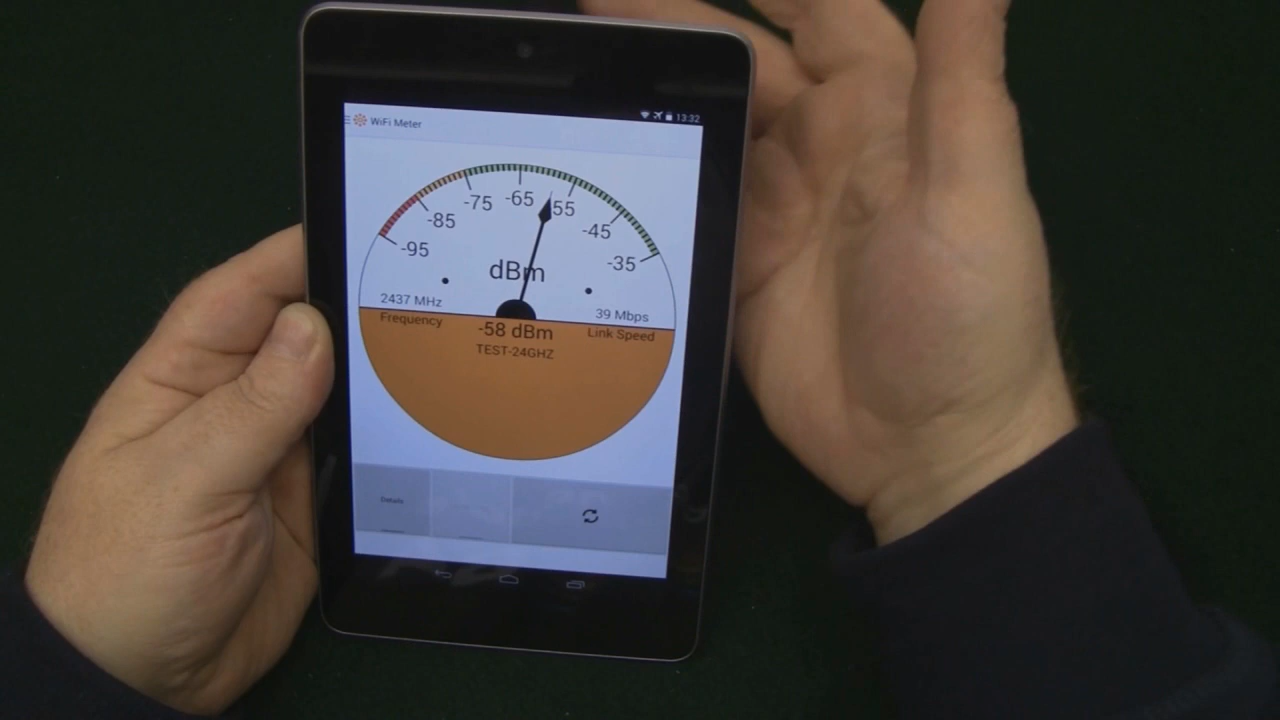 WiFi Meter
13:32
-95
-85
-75
-65
-55
-45
-35
dBm
2437 MHz
Frequency
39 Mbps
Link Speed
-58 dBm
TEST-24GHZ
Details